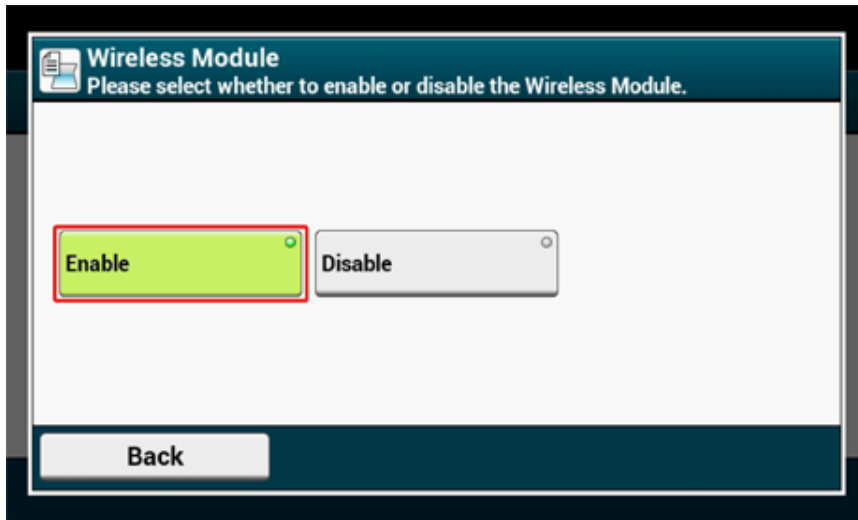 Wireless Module
Please select whether to enable or disable the Wireless Module.
Enable
Disable
Back